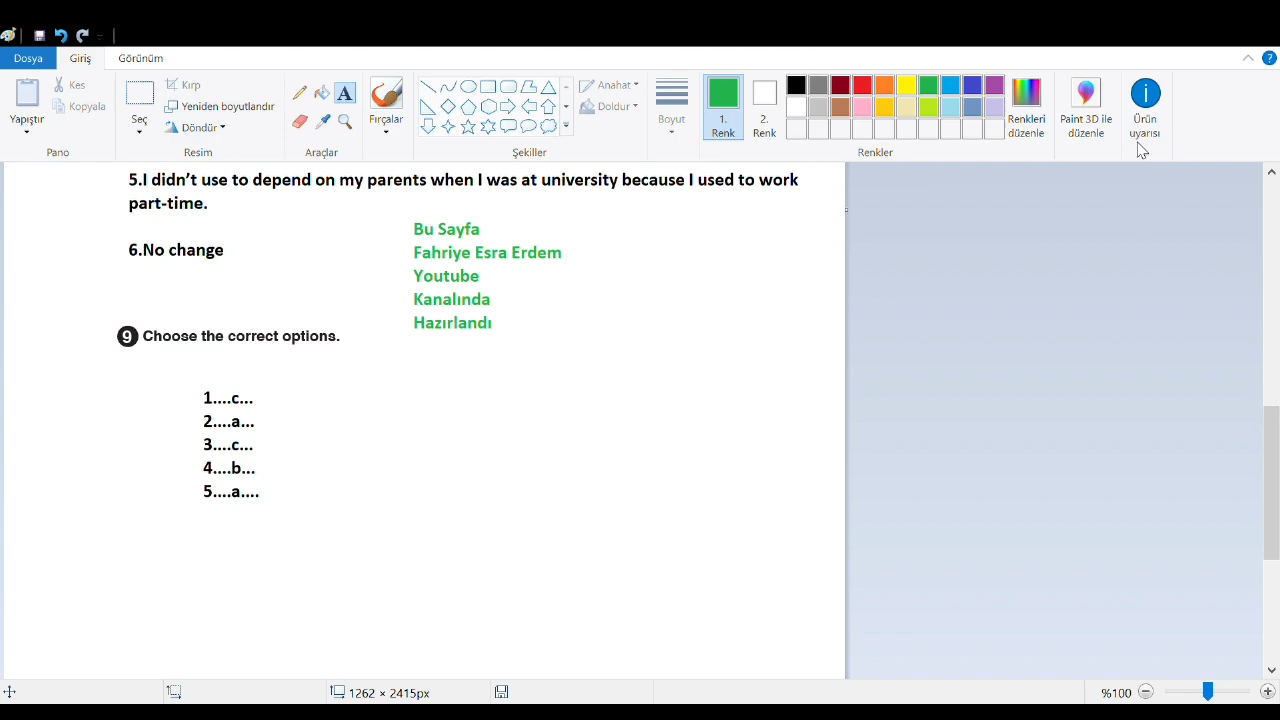 Dosya
Giriş
Görünüm
Yapıştır
Kes
Kopyala
Pano
Seç
Kırp
Yeniden boyutlandır
Döndür
Resim
A
Araçlar
Fırçalar
Şekiller
Anahat
Doldur
Boyut
1.
Renk
2.
Renk
Renkleri
düzenle
Renkler
Paint 3D ile
düzenle
Ürün
uyarısı
5.I didn't use to depend on my parents when I was at university because I used to work
part-time.
6.No change
Bu Sayfa
Fahriye Esra Erdem
Youtube
Kanalında
Hazırlandı
9 Choose the correct options.
1....c...
2....a...
3....c...
4....b...
5....a....
1262 × 2415px
%100